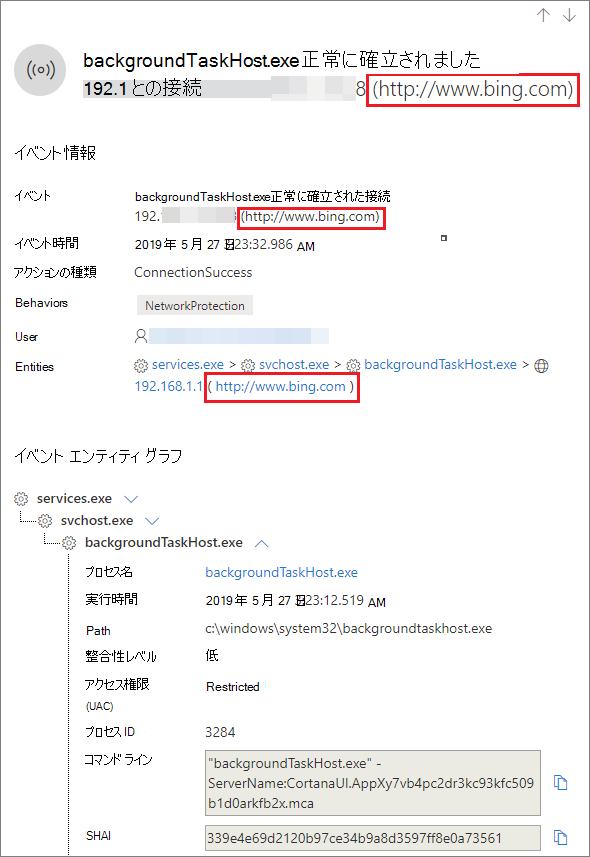 backgroundTaskHost.exe正常に確立されました
192.1との接続 8 (http://www.bing.com)
イベント情報
イベント backgroundTaskHost.exe正常に確立された接続
192. (http://www.bing.com)
イベント時間 2019年 5月 27日 3:23:32.986 AM
アクションの種類 ConnectionSuccess
Behaviors NetworkProtection
User
Entities services.exe > svchost.exe > backgroundTaskHost.exe >
192.168.1.1 ( http://www.bing.com )
イベント エンティティ グラフ
services.exe
svchost.exe
backgroundTaskHost.exe
プロセス名 backgroundTaskHost.exe
実行時間 2019年 5月 27日 3:23:12.519 AM
Path c:\windows\system32\backgroundtaskhost.exe
整合性レベル 低
アクセス権限 Restricted
(UAC)
プロセス ID 3284
コマンド ライン "backgroundTaskHost.exe" -
ServerName:CortanaUI.AppXy7vb4pc2dr3kc93kfc509
b1d0arkfb2x.mca
SHAI 339e4e69d2120b97ce34b9a8d3597ff8e0a73561